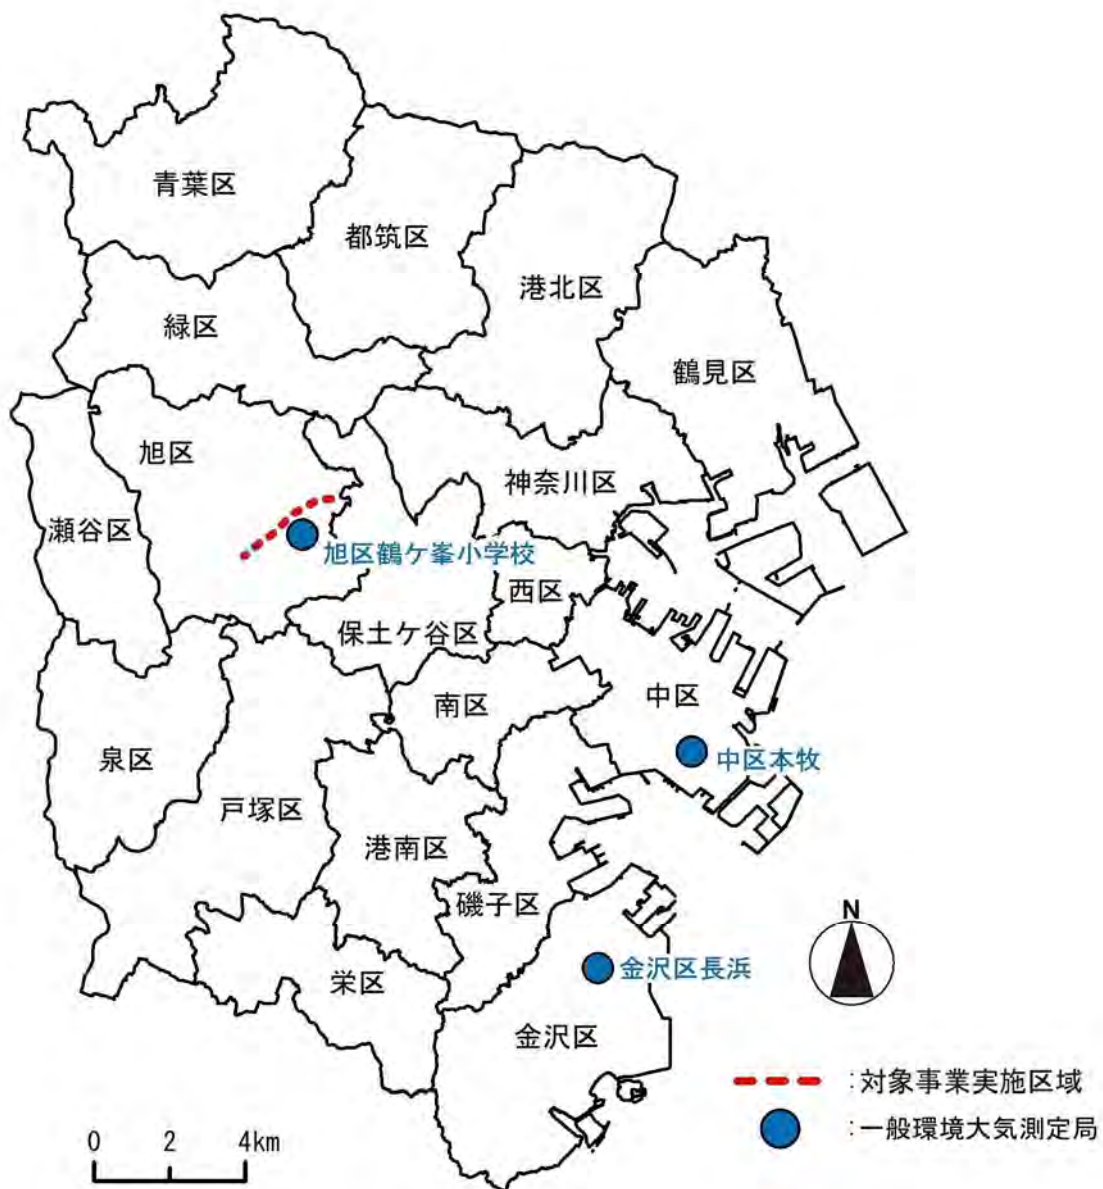 青葉区
都筑区
港北区
緑区
鶴見区
旭区
神奈川区
瀬谷区
旭区鶴ケ峯小学校
西区
保土ケ谷区
中区
南区
泉区
中区本牧
戸塚区
港南区
磯子区
N
金沢区長浜
栄区
金沢区
:対象事業実施区域
:一般環境大気測定局
0 2 4km